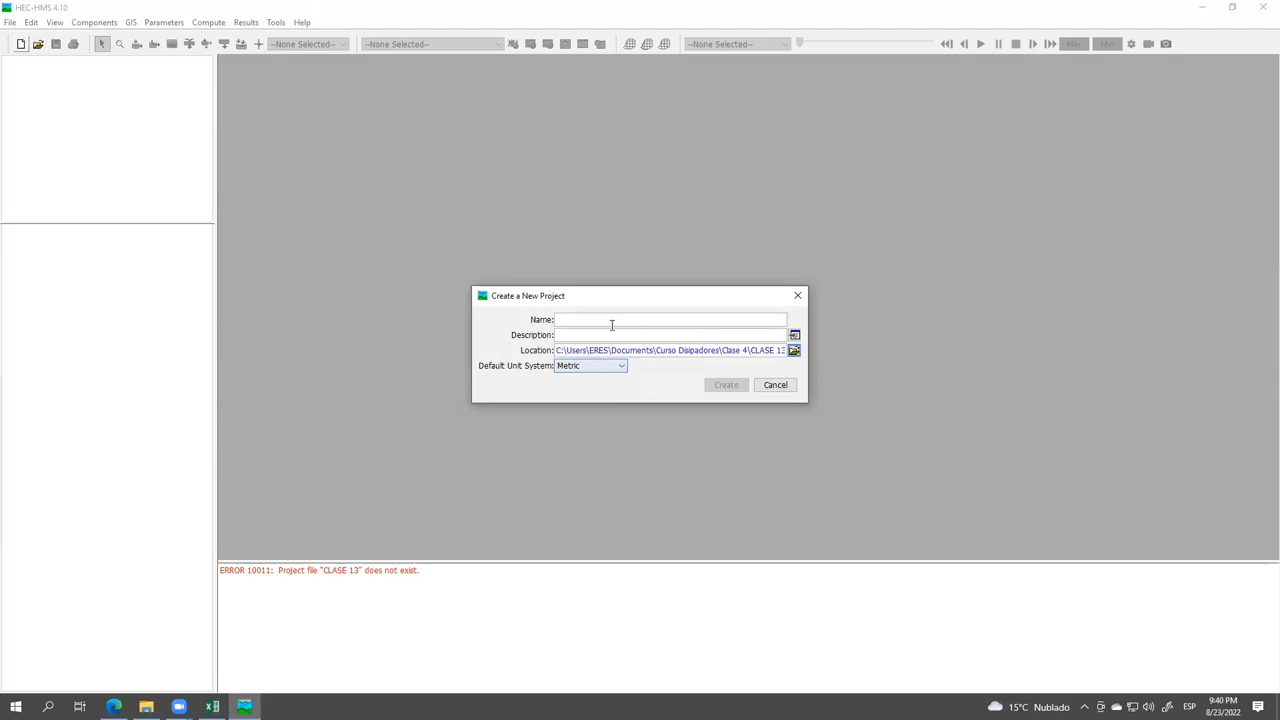 HEC-HMS 4.10
File Edit View Components GIS Parameters Compute Results Tools Help
--None Selected-- --None Selected-- --None Selected--
Create a New Project
Name:
Description:
Location: C:\Users\ERES\Documents\Curso Disipadores\Clase 4\CLASE 13
Default Unit System: Metric
Create Cancel
ERROR 10011: Project file "CLASE 13" does not exist.
15°C Nublado ESP 9:40 PM
8/23/2022